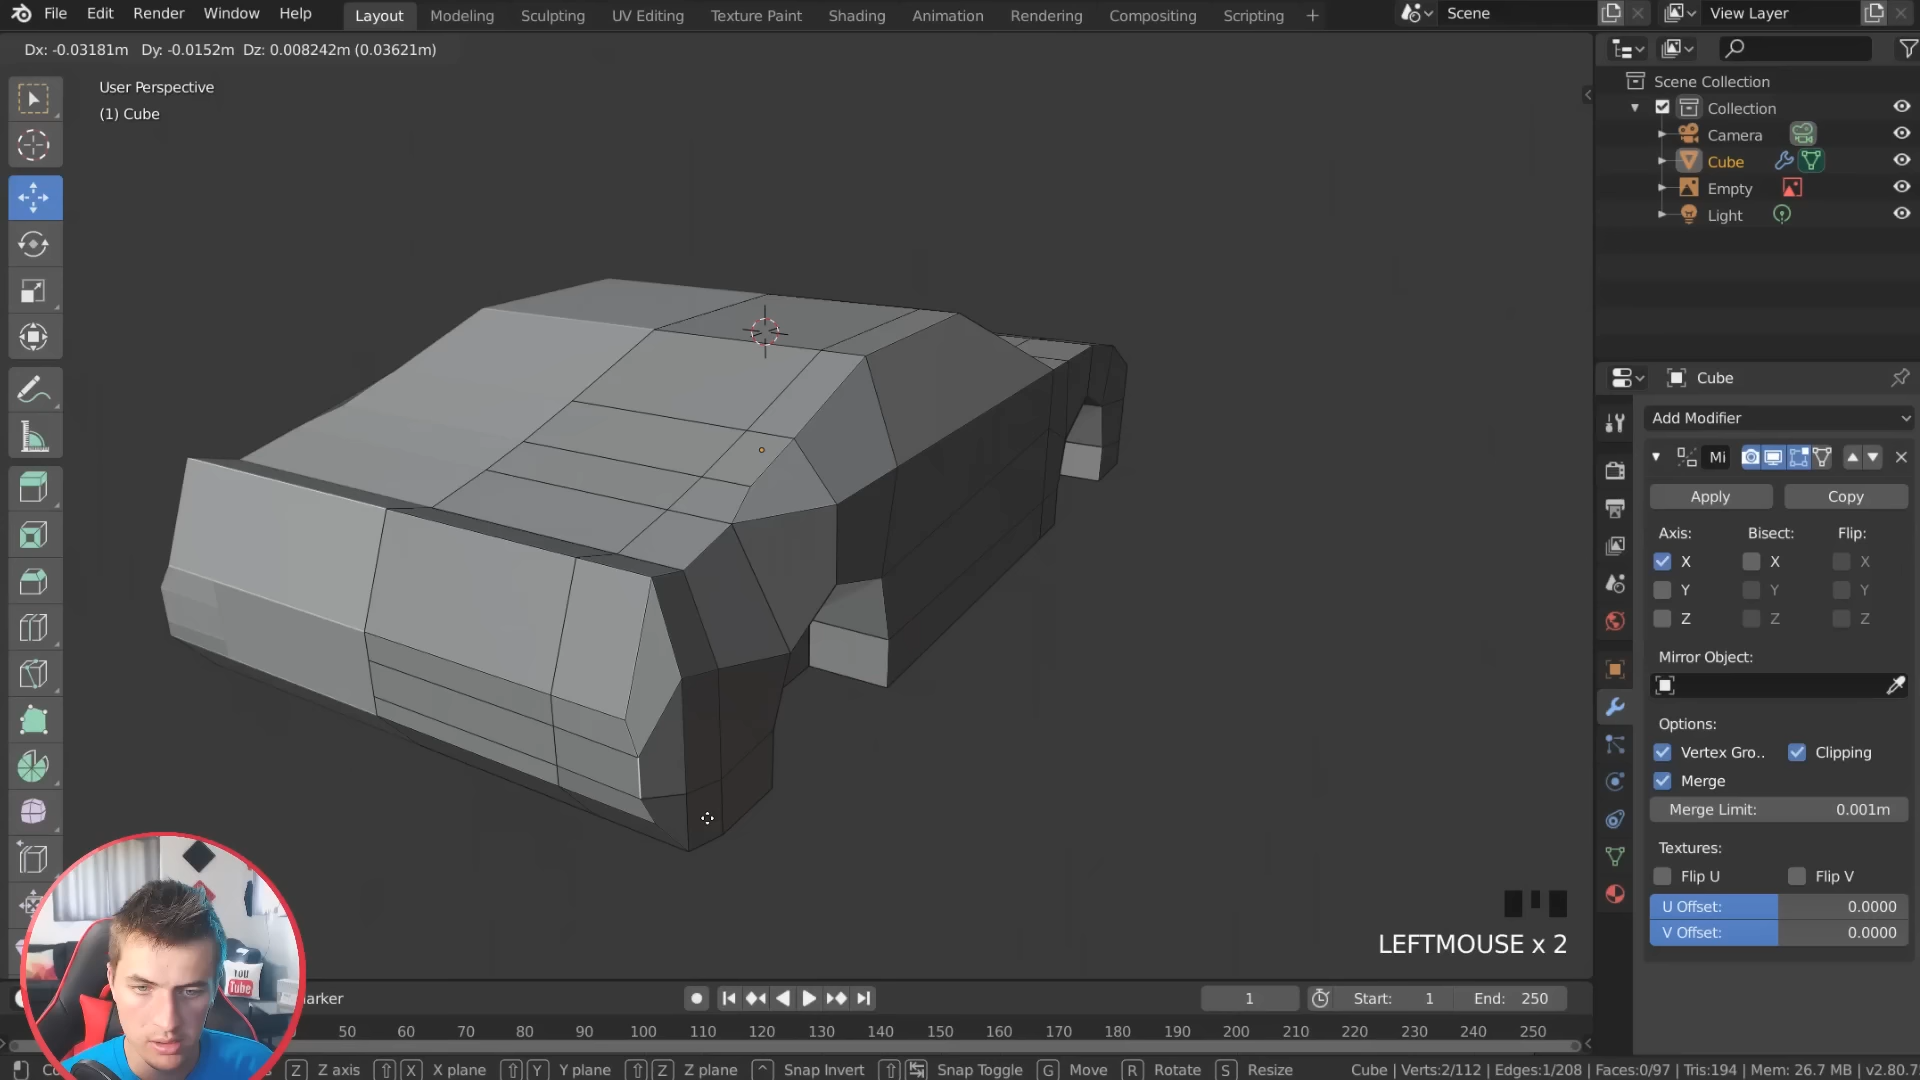 File Edit Render Window Help Layout Modeling Sculpting UV Editing Texture Paint Shading Animation Rendering Compositing Scripting + Scene View Layer
Dx: -0.03181m Dy: -0.0152m Dz: 0.008242m (0.03621m)
User Perspective
(1) Cube
Scene Collection
Collection
Camera
Cube
Empty
Light
Cube
Add Modifier
Mi
Apply Copy
Axis: Bisect: Flip:
X X X
Y Y Y
Z Z Z
Mirror Object:
Options:
Vertex Gro.. Clipping
Merge
Merge Limit: 0.001m
Textures:
Flip U Flip V
U Offset: 0.0000
V Offset: 0.0000
LEFTMOUSE x 2
You
Tube
arker 1 Start: 1 End: 250
50 60 70 80 90 100 110 120 130 140 150 160 170 180 190 200 210 220 230 240 250
Z Z axis X X plane Y Y plane Z Z plane ^ Snap Invert Snap Toggle G Move R Rotate S Resize Cube | Verts:2/112 | Edges:1/208 | Faces:0/97 | Tris:194 | Mem: 26.7 MB | v2.80.7